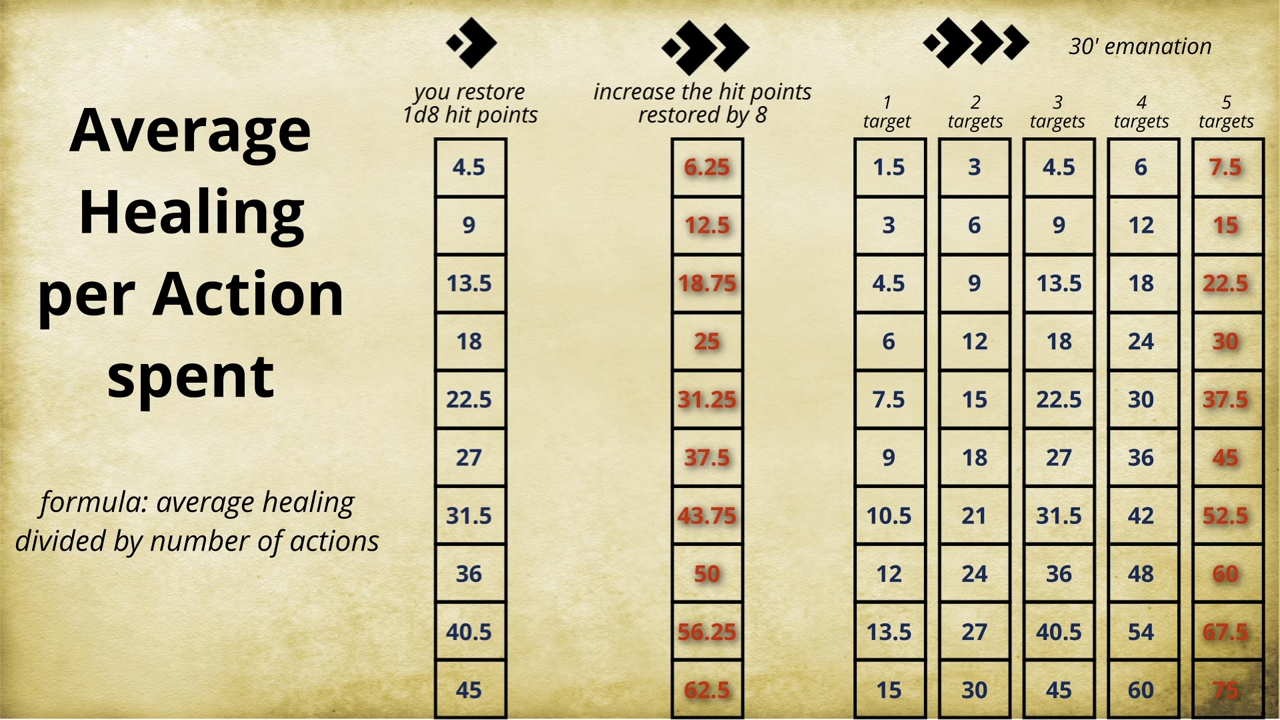 Average
Healing
per Action
spent
formula: average healing
divided by number of actions
you restore
1d8 hit points
increase the hit points
restored by 8
30' emanation
1 target 2 targets 3 targets 4 targets 5 targets
4.5 6.25 1.5 3 4.5 6 7.5
9 12.5 3 6 9 12 15
13.5 18.75 4.5 9 13.5 18 22.5
18 25 6 12 18 24 30
22.5 31.25 7.5 15 22.5 30 37.5
27 37.5 9 18 27 36 45
31.5 43.75 10.5 21 31.5 42 52.5
36 50 12 24 36 48 60
40.5 56.25 13.5 27 40.5 54 67.5
45 62.5 15 30 45 60 75